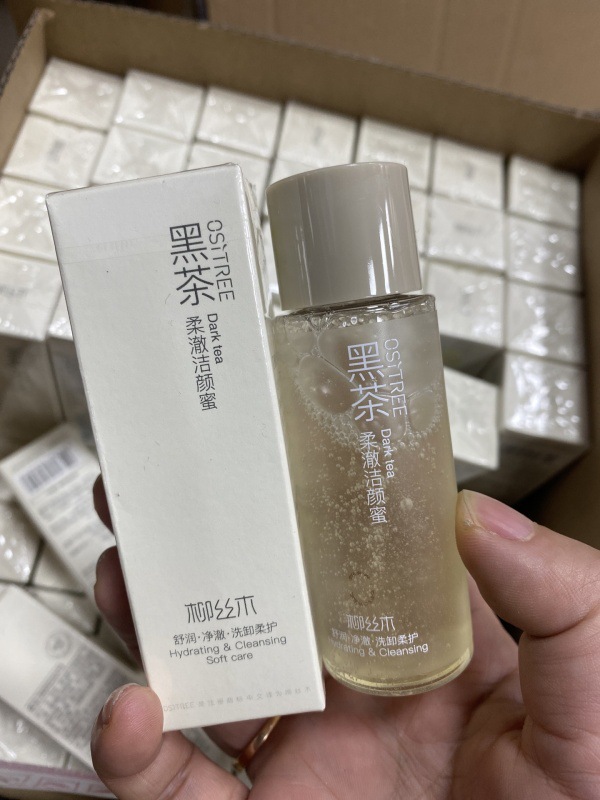 OSYTREE
黑茶
Dark tea
柔澈洁颜蜜
柳丝木
舒润·净澈·洗卸柔护
Hydrating & Cleansing
Soft care
OSYTREE
黑茶
Dark tea
柔澈洁颜蜜
柳丝木
舒润·净澈·洗卸柔护
Hydrating & Cleansing